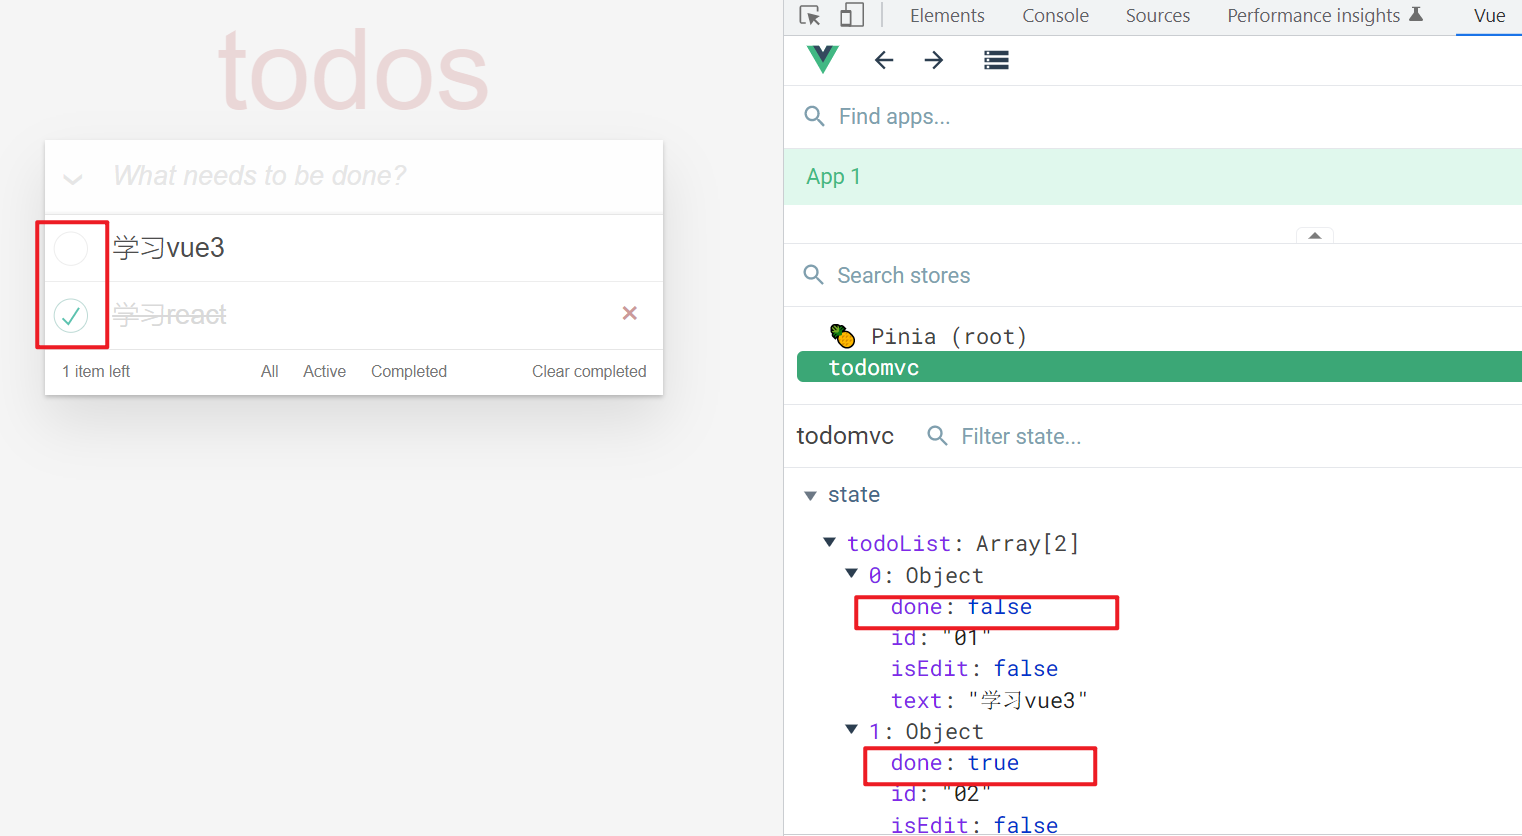 todos
What needs to be done?
学习vue3
学习react
1 item left All Active Completed Clear completed
Elements Console Sources Performance insights Vue
Find apps...
App 1
Search stores
Pinia (root)
todomvc
todomvc Filter state...
state
todoList: Array[2]
0: Object
done: false
id: "01"
isEdit: false
text: "学习vue3"
1: Object
done: true
id: "02"
isEdit: false